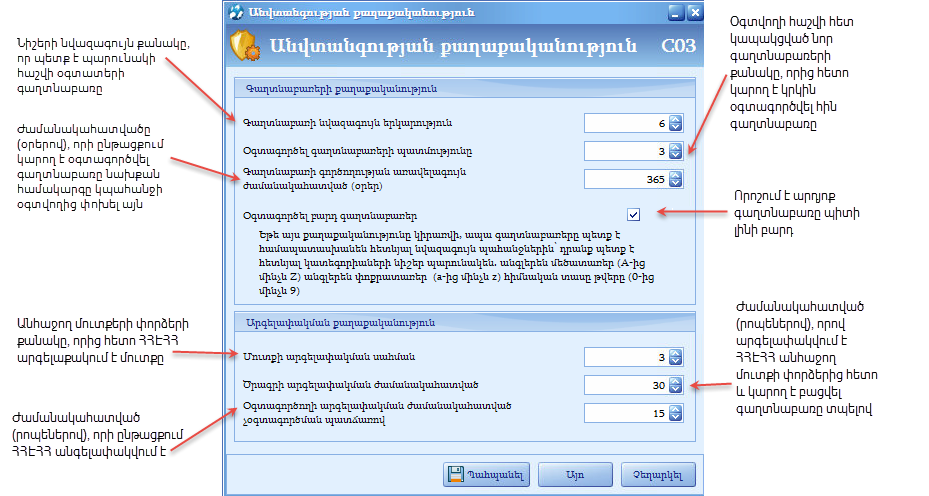 Անվտանգության քաղաքականություն
Անվտանգության քաղաքականություն C03
Նիշերի նվազագույն քանակը,
որ պետք է պարունակի
հաշվի օգտատերի
գաղտնաբառը
Ժամանակահատվածը
(օրերով), որի ընթացքում
կարող է օգտագործվել
գաղտնաբառը նախքան
համակարգը կպահանջի
օգտվողից փոխել այն
Անհաջող մուտքերի փորձերի
քանակը, որից հետո ՀՀԷՀՀ
արգելաքակում է մուտքը
Ժամանակահատված
(րոպեներով), որի ընթացքում
ՀՀԷՀՀ անգելափակվում է
Գաղտնաբառերի քաղաքականություն
Գաղտնաբառի նվազագույն երկարություն 6
Օգտագործել գաղտնաբառերի պատմությունը 3
Գաղտնաբառի գործողության առավելագույն
ժամանակահատված (օրեր) 365
Օգտագործել բարդ գաղտնաբառեր
Եթե այս քաղաքականությունը կիրառվի, ապա գաղտնաբառերը պետք է
համապատասխանեն հետևյալ նվազագույն պահանջներին՝ դրանք պետք է
հետևյալ կատեգորիաների նիշեր պարունակեն. անգլերեն մեծատառեր (A-ից
մինչև Z) անգլերեն փոքրատառեր (a-ից մինչև z) հիմնական տասը թվերը (0-ից
մինչև 9)
Արգելափակման քաղաքականություն
Մուտքի արգելափակման սահման 3
Ծրագրի արգելափակման ժամանակահատված 30
Օգտագործողի արգելափակման ժամանակահատված
չօգտագործման պատճառով 15
Պահպանել Այո Չեղարկել
Օգտվողի հաշվի հետ
կապակցված նոր
գաղտնաբառերի
քանակը, որից հետո
կարող է կրկին
օգտագործվել հին
գաղտնաբառը
Որոշում է արդյոք
գաղտնաբառը պիտի
լինի բարդ
Ժամանակահատված
(րոպեներով), որով
արգելափակվում է
ՀՀԷՀՀ անհաջող
մուտքի փորձերից հետո
և կարող է բացվել
գաղտնաբառը տպելով